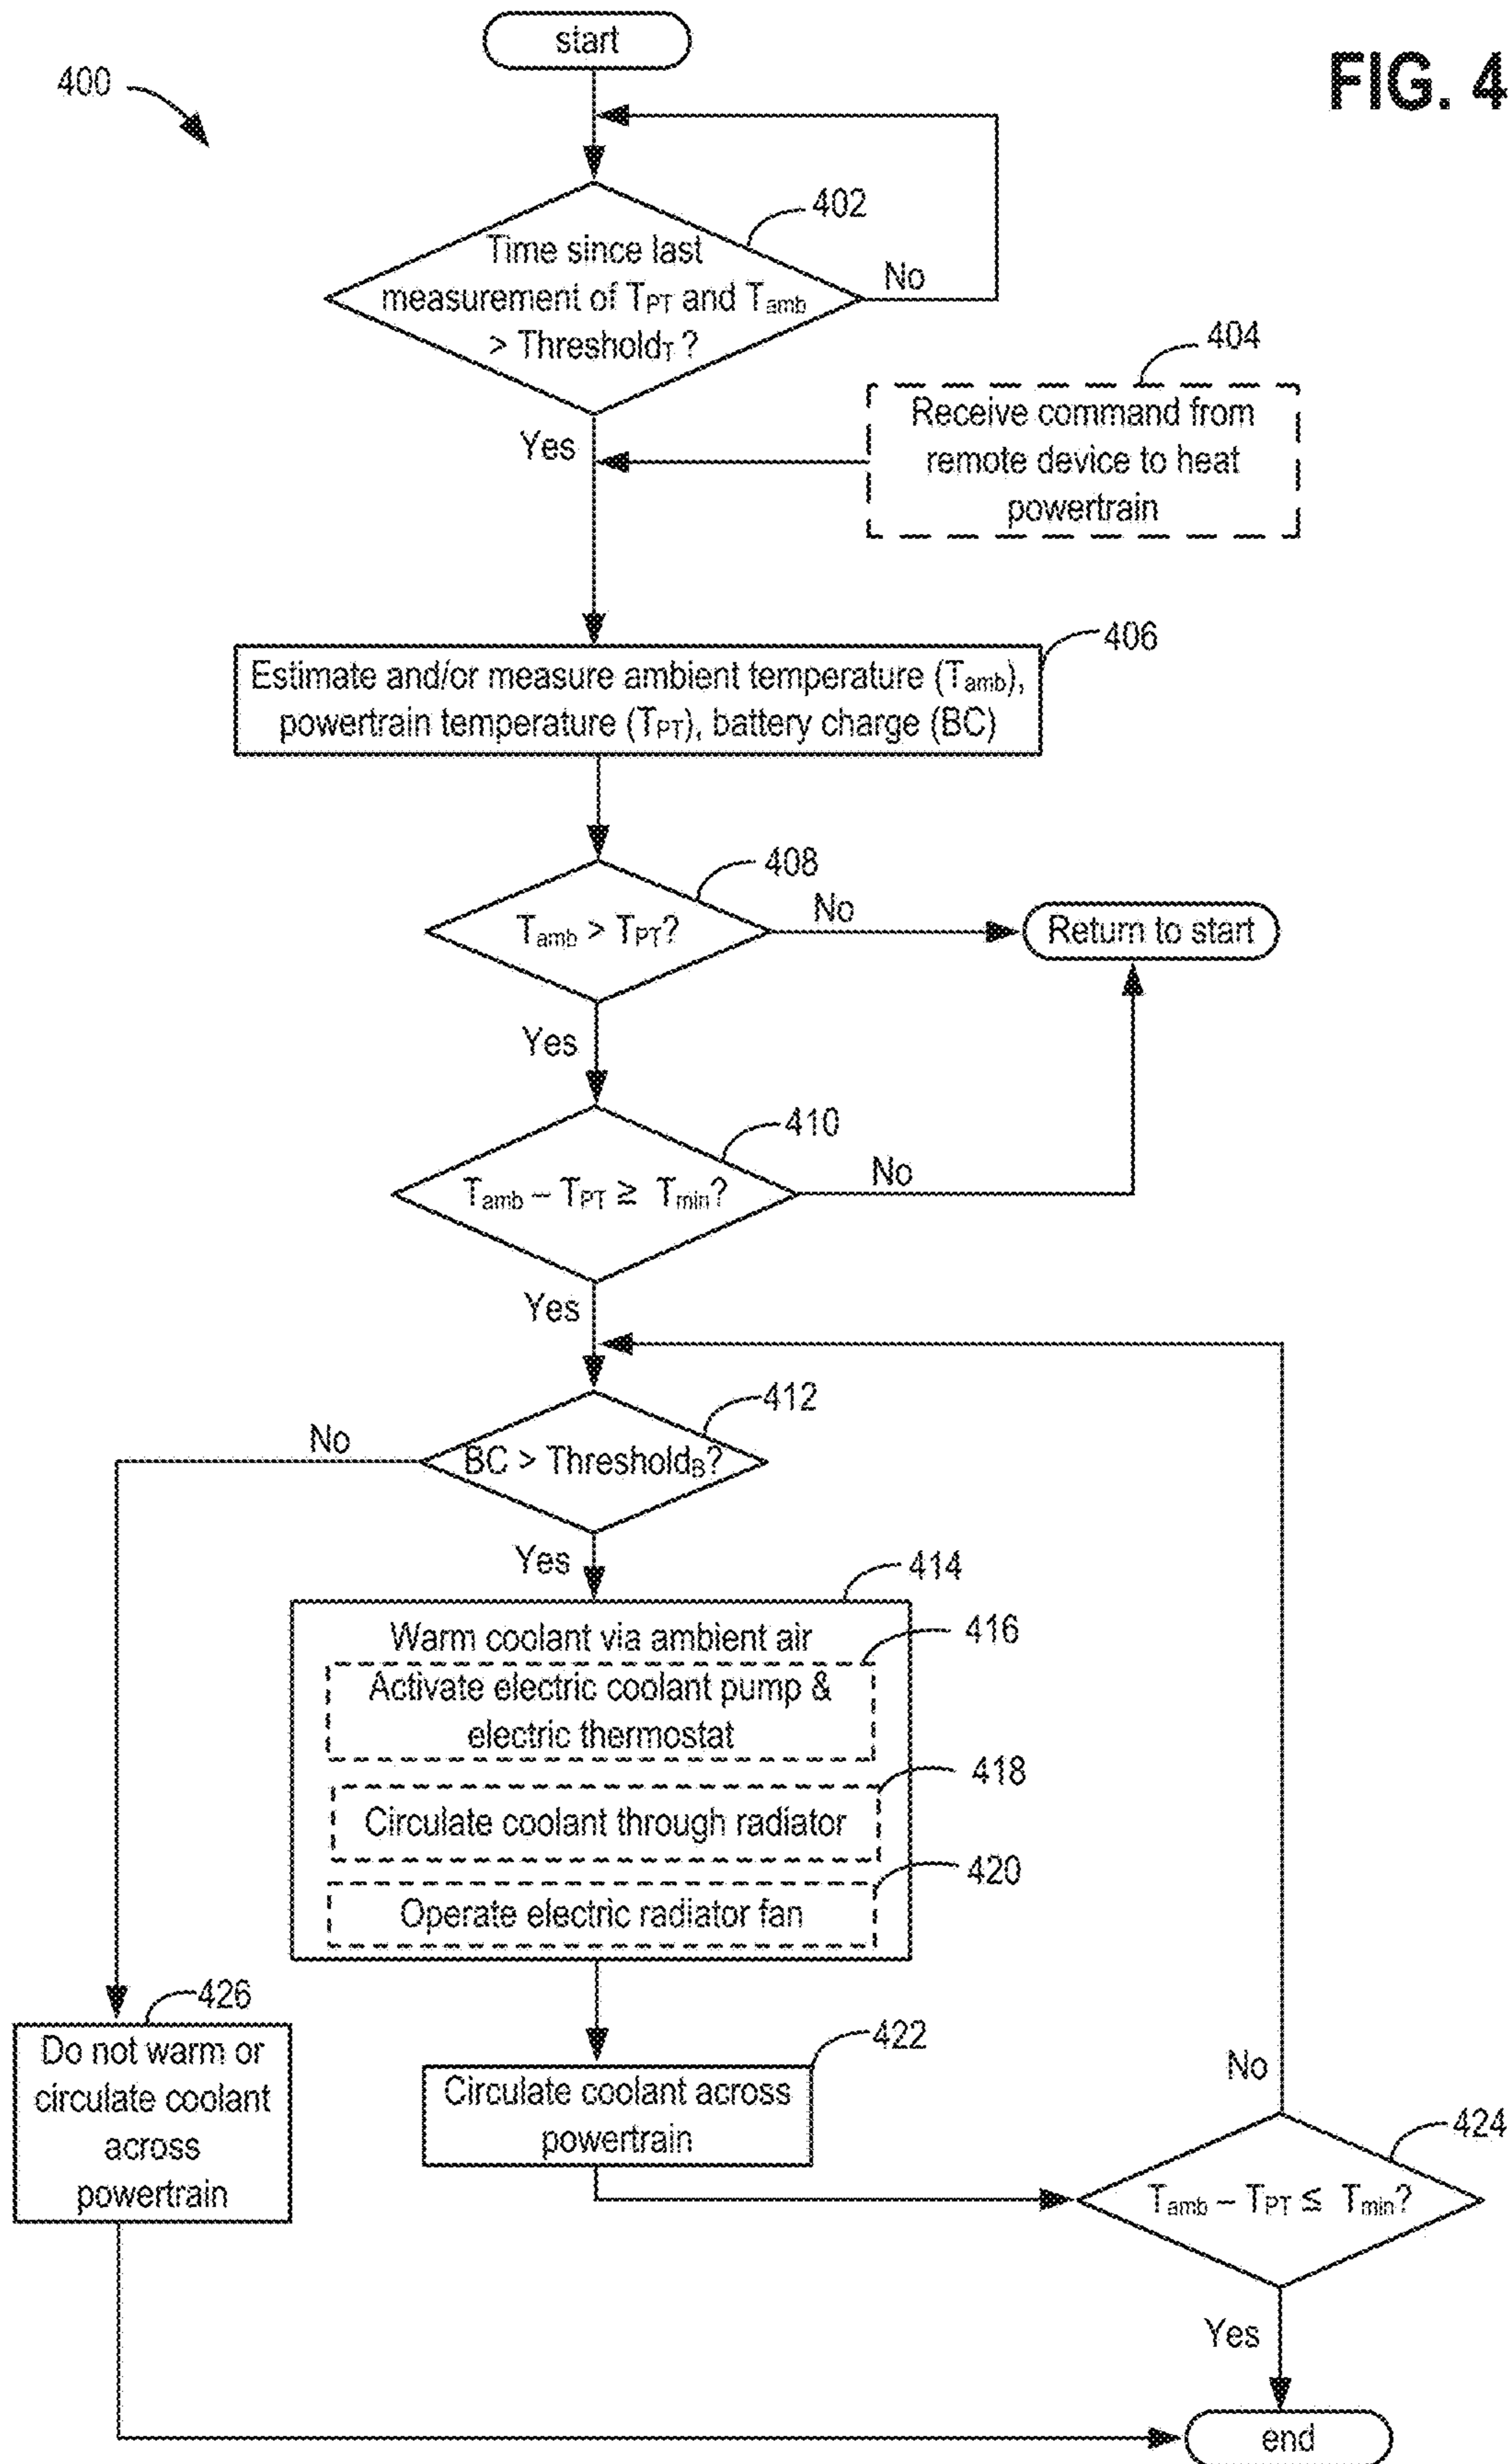 start
400
FIG. 4
402
Time since last
measurement of TPT and Tamb
> ThresholdT ?
No
404
Receive command from
remote device to heat
powertrain
Yes
406
Estimate and/or measure ambient temperature (Tamb),
powertrain temperature (TPT), battery charge (BC)
408
Tamb > TPT?
No
Return to start
Yes
410
Tamb – TPT ≧ Tmin?
No
Yes
412
BC > ThresholdB?
No
Yes
414
Warm coolant via ambient air
416
Activate electric coolant pump &
electric thermostat
418
Circulate coolant through radiator
420
Operate electric radiator fan
426
Do not warm or
circulate coolant
across
powertrain
422
Circulate coolant across
powertrain
No
424
Tamb – TPT ≦ Tmin?
Yes
end